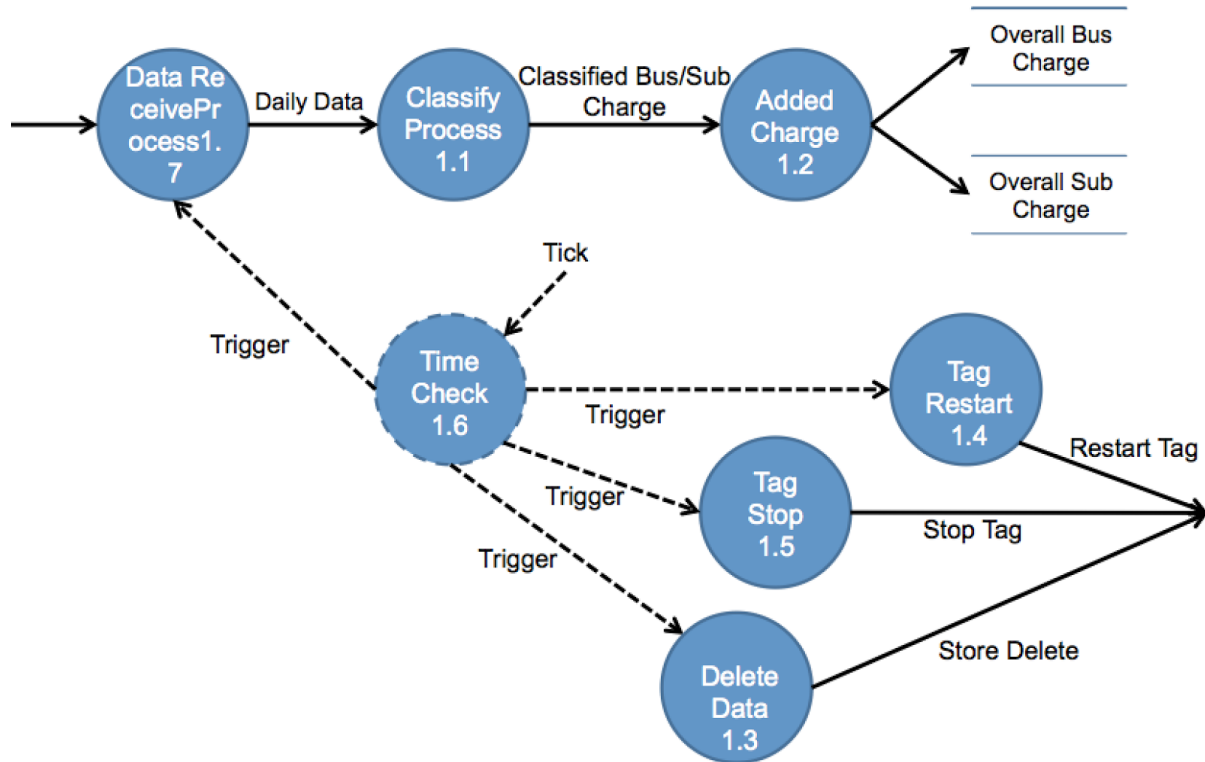 Data Re
ceivePr
ocess1.
7
Daily Data
Classify
Process
1.1
Classified Bus/Sub
Charge
Added
Charge
1.2
Overall Bus
Charge
Overall Sub
Charge
Tick
Trigger
Time
Check
1.6
Trigger
Tag
Restart
1.4
Restart Tag
Trigger
Tag
Stop
1.5
Stop Tag
Trigger
Delete
Data
1.3
Store Delete